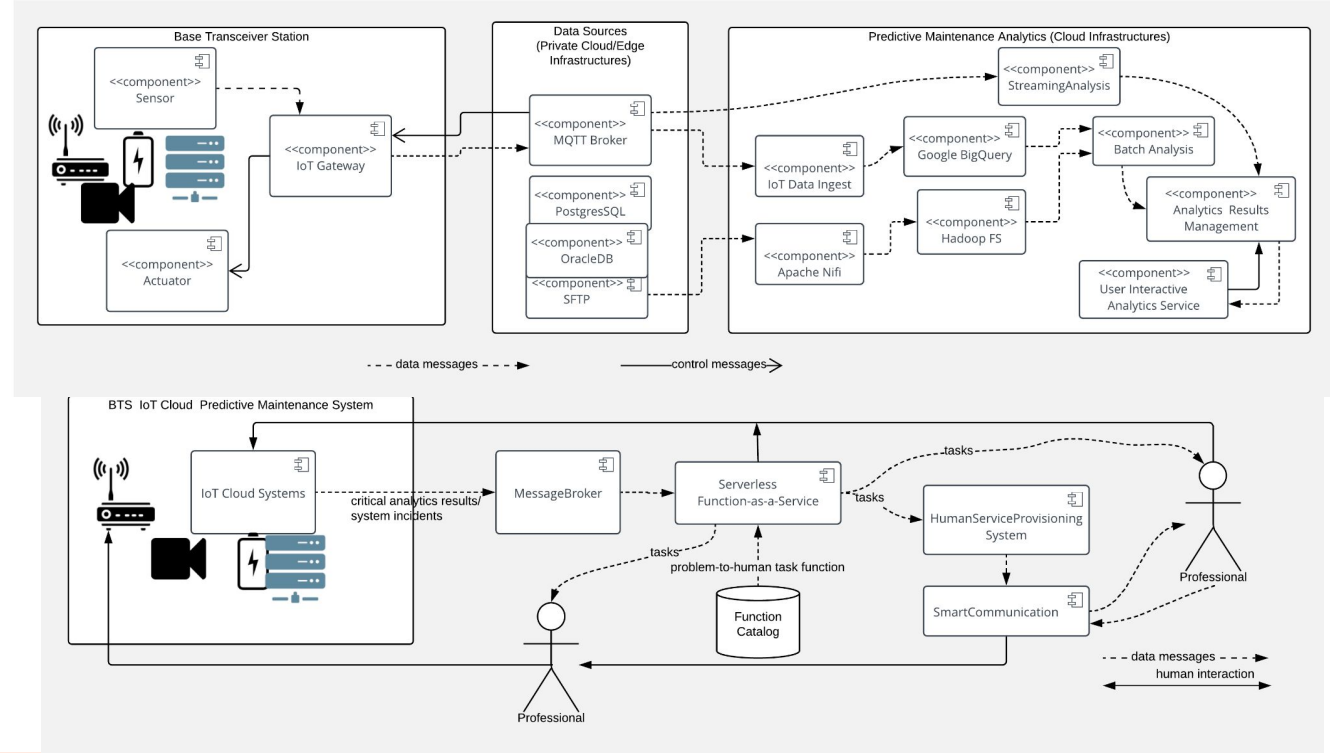 Base Transceiver Station
<<component>>
Sensor
<<component>>
IoT Gateway
<<component>>
Actuator
Data Sources
(Private Cloud/Edge
Infrastructures)
<<component>>
MQTT Broker
<<component>>
PostgresSQL
<<component>>
OracleDB
<<component>>
SFTP
Predictive Maintenance Analytics (Cloud Infrastructures)
<<component>>
StreamingAnalysis
<<component>>
IoT Data Ingest
<<component>>
Google BigQuery
<<component>>
Batch Analysis
<<component>>
Apache Nifi
<<component>>
Hadoop FS
<<component>>
Analytics Results
Management
<<component>>
User Interactive
Analytics Service
data messages
control messages
BTS IoT Cloud Predictive Maintenance System
IoT Cloud Systems
critical analytics results/
system incidents
MessageBroker
Serverless
Function-as-a-Service
tasks
tasks
tasks
problem-to-human task function
Function
Catalog
HumanServiceProvisioning
System
SmartCommunication
Professional
Professional
data messages
human interaction